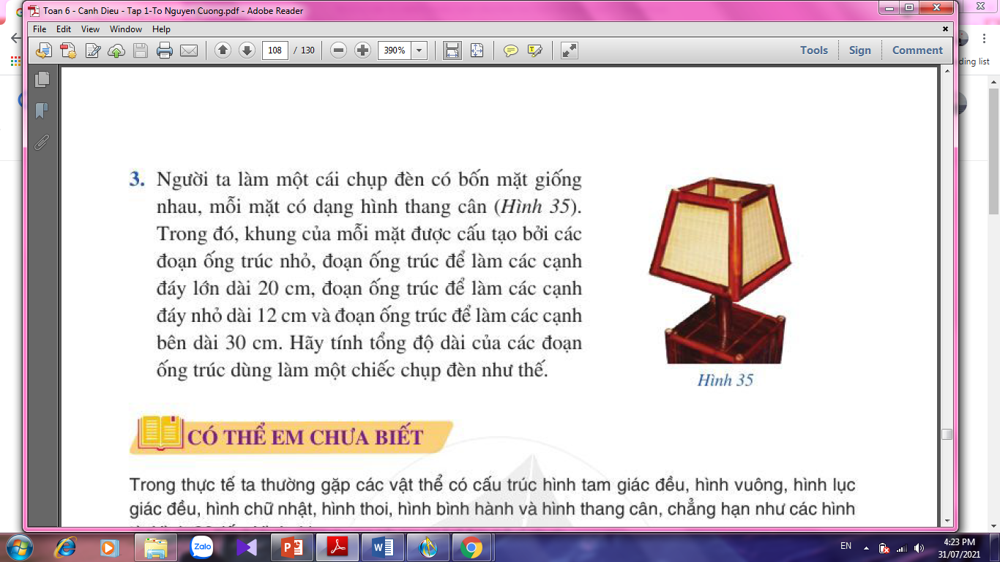 Toan 6 - Canh Dieu - Tap 1-To Nguyen Cuong.pdf - Adobe Reader
File Edit View Window Help
108 / 130 390% Tools Sign Comment
ding list
3. Người ta làm một cái chụp đèn có bốn mặt giống
nhau, mỗi mặt có dạng hình thang cân (Hình 35).
Trong đó, khung của mỗi mặt được cấu tạo bởi các
đoạn ống trúc nhỏ, đoạn ống trúc để làm các cạnh
đáy lớn dài 20 cm, đoạn ống trúc để làm các cạnh
đáy nhỏ dài 12 cm và đoạn ống trúc để làm các cạnh
bên dài 30 cm. Hãy tính tổng độ dài của các đoạn
ống trúc dùng làm một chiếc chụp đèn như thế.
Hình 35
CÓ THỂ EM CHƯA BIẾT
Trong thực tế ta thường gặp các vật thể có cấu trúc hình tam giác đều, hình vuông, hình lục
giác đều, hình chữ nhật, hình thoi, hình bình hành và hình thang cân, chẳng hạn như các hình
Zalo
EN
4:23 PM
31/07/2021